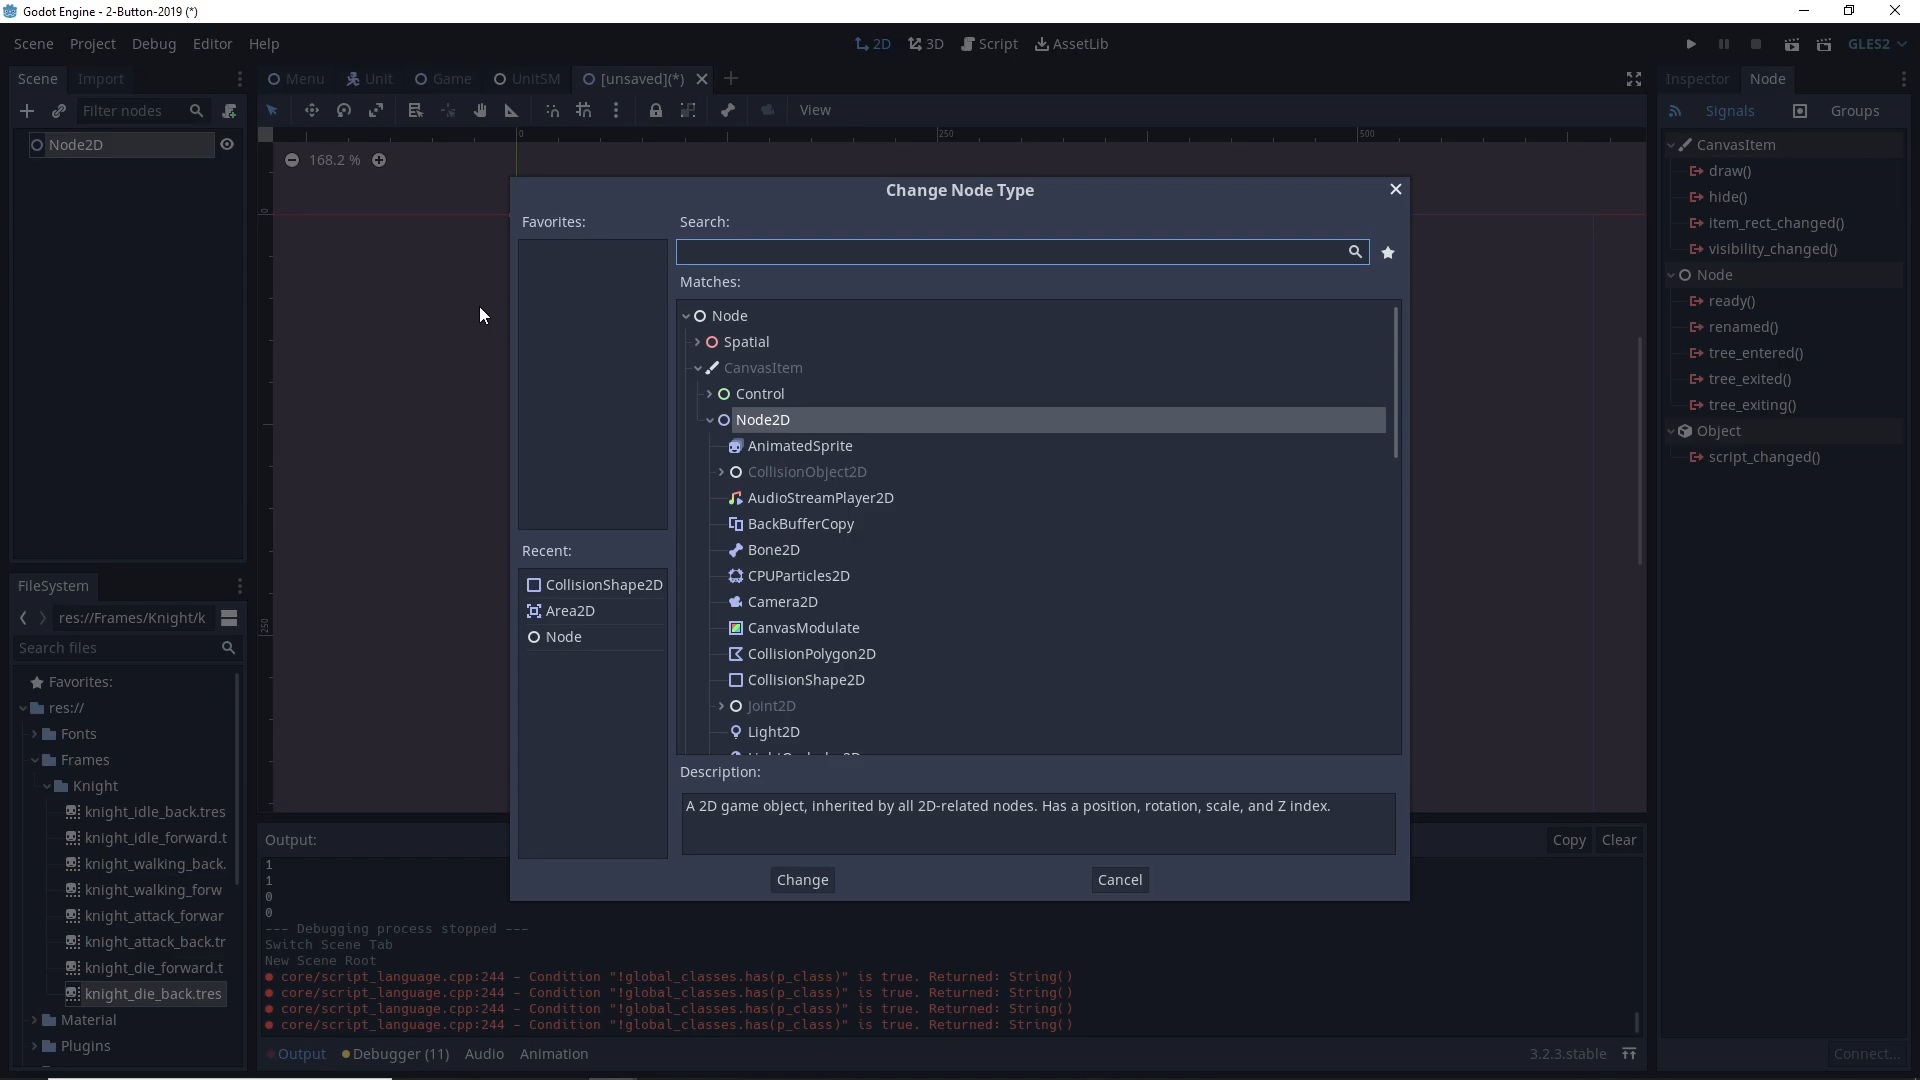 Godot Engine - 2-Button-2019 (*)
Scene Project Debug Editor Help
2D 3D Script AssetLib
GLES2
Scene Import
Menu Unit Game UnitSM [unsaved](*)
Inspector Node
Filter nodes
View
Signals Groups
0 250 500
Node2D
168.2 %
0
250
CanvasItem
draw()
hide()
item_rect_changed()
visibility_changed()
Node
ready()
renamed()
tree_entered()
tree_exited()
tree_exiting()
Object
script_changed()
Change Node Type
Favorites:
Search:
Matches:
Node
Spatial
CanvasItem
Control
Node2D
AnimatedSprite
CollisionObject2D
AudioStreamPlayer2D
BackBufferCopy
Bone2D
CPUParticles2D
Camera2D
CanvasModulate
CollisionPolygon2D
CollisionShape2D
Joint2D
Light2D
Recent:
CollisionShape2D
Area2D
Node
Description:
A 2D game object, inherited by all 2D-related nodes. Has a position, rotation, scale, and Z index.
Change Cancel
FileSystem
res://Frames/Knight/k
Search files
Favorites:
res://
Fonts
Frames
Knight
knight_idle_back.tres
knight_idle_forward.t
knight_walking_back.
knight_walking_forw
knight_attack_forwar
knight_attack_back.tr
knight_die_forward.t
knight_die_back.tres
Material
Plugins
Output:
Copy Clear
1
1
0
0
--- Debugging process stopped ---
Switch Scene Tab
New Scene Root
core/script_language.cpp:244 - Condition "!global_classes.has(p_class)" is true. Returned: String()
core/script_language.cpp:244 - Condition "!global_classes.has(p_class)" is true. Returned: String()
core/script_language.cpp:244 - Condition "!global_classes.has(p_class)" is true. Returned: String()
core/script_language.cpp:244 - Condition "!global_classes.has(p_class)" is true. Returned: String()
Output Debugger (11) Audio Animation
3.2.3.stable
Connect...